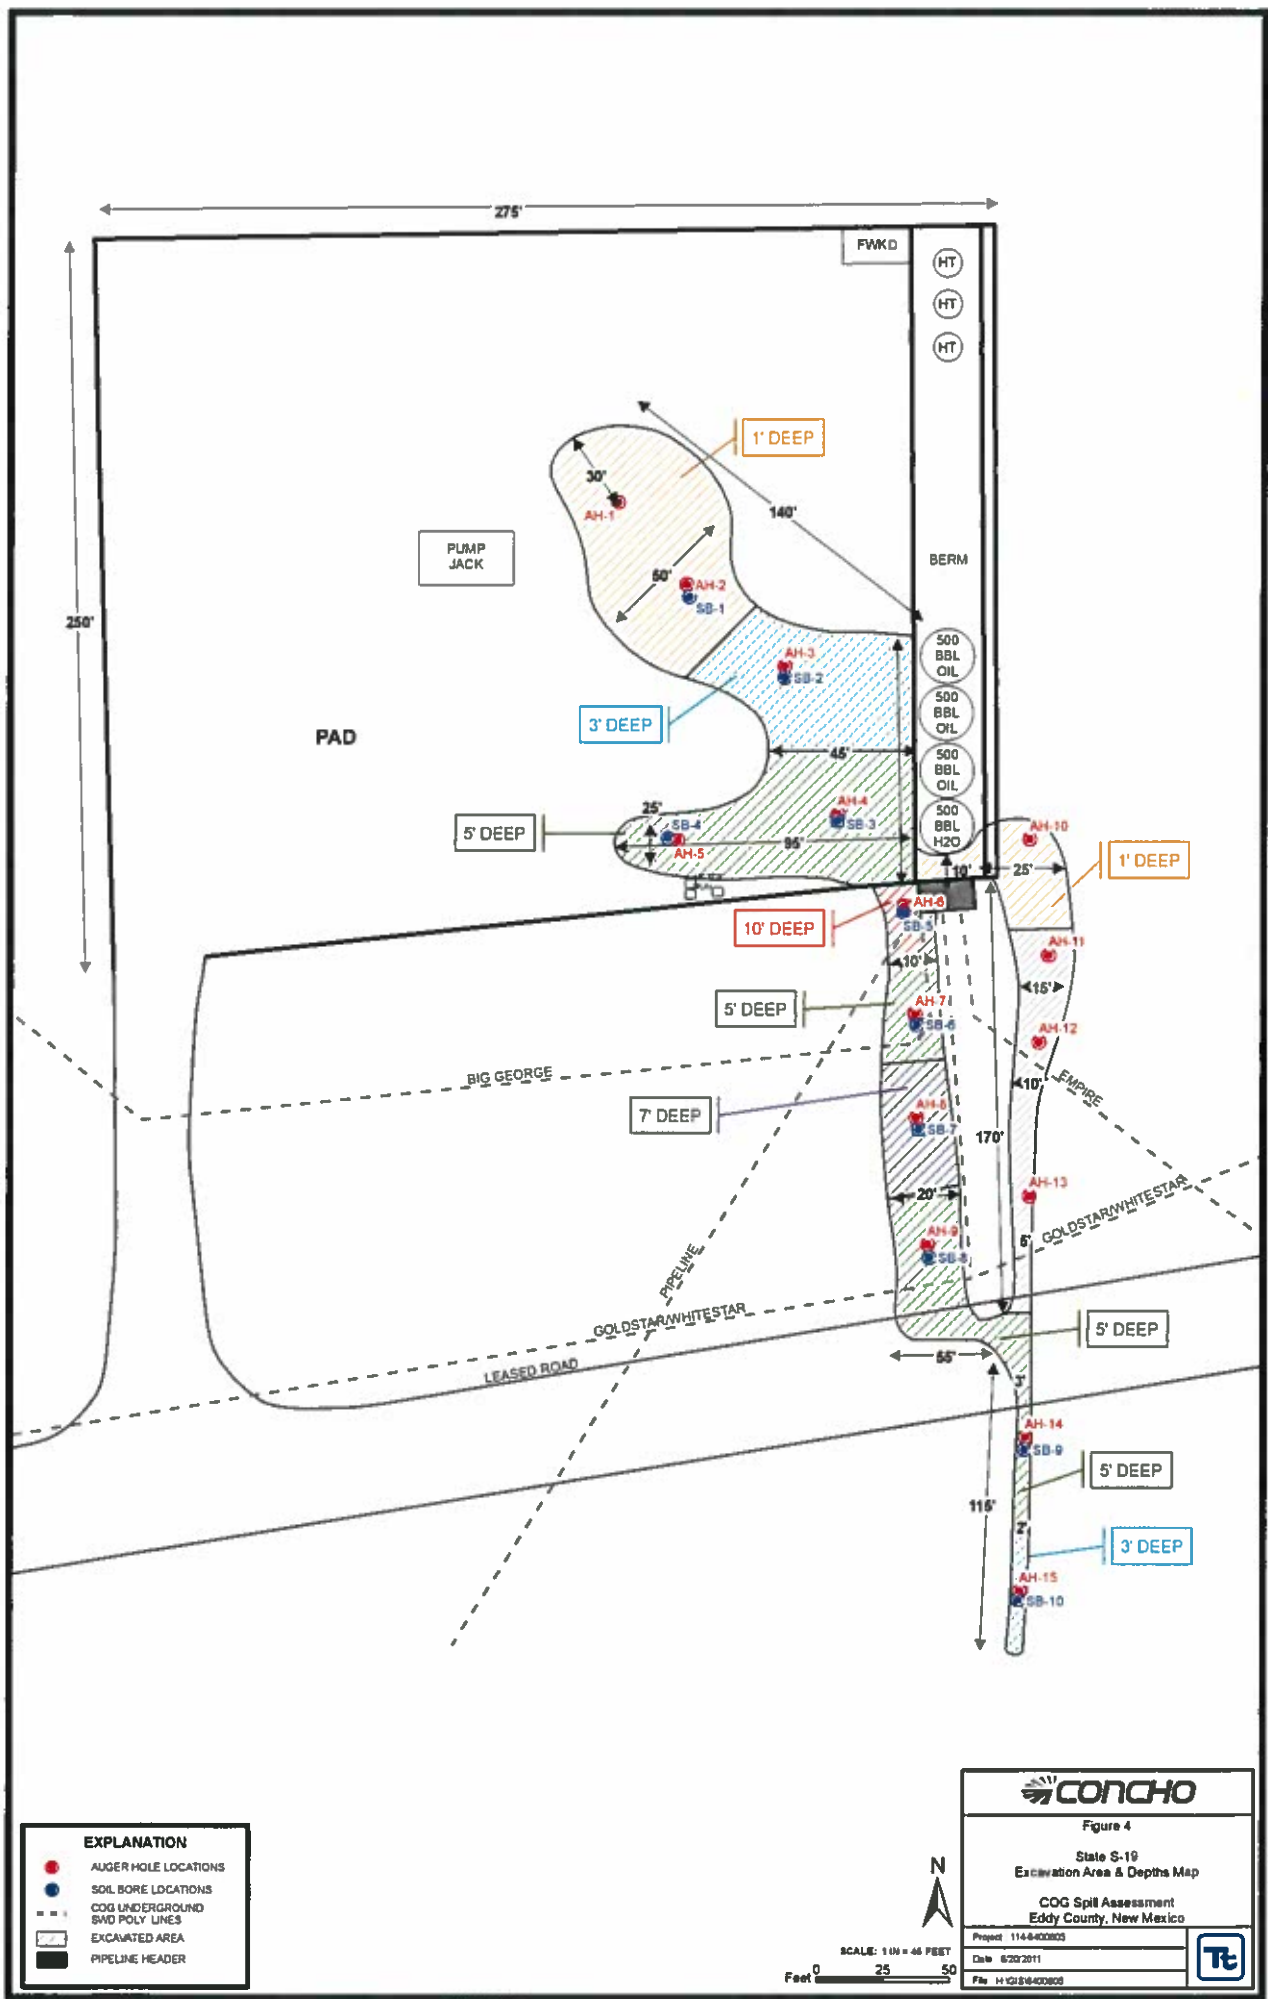 275'
FWKD
HT
HT
HT
250'
1' DEEP
30'
AH-1
140'
PUMP
JACK
BERM
50'
AH-2
SB-1
500
BBL
OIL
AH-3
SB-2
3' DEEP
500
BBL
OIL
PAD
45'
500
BBL
OIL
25'
AH-4
SB-3
500
BBL
H2O
5' DEEP
SB-4
AH-5
95'
AH-10
10'
25'
1' DEEP
AH-6
SB-5
10' DEEP
10'
AH-11
15'
5' DEEP
AH-7
SB-6
AH-12
BIG GEORGE
10'
EMPIRE
7' DEEP
AH-8
SB-7
170'
20'
AH-13
GOLDSTAR/WHITESTAR
AH-9
SB-8
PIPELINE
GOLDSTAR/WHITESTAR
5' DEEP
LEASED ROAD
55'
AH-14
SB-9
5' DEEP
115'
2'
3' DEEP
AH-15
SB-10
EXPLANATION
AUGER HOLE LOCATIONS
SOIL BORE LOCATIONS
COG UNDERGROUND
SWD POLY LINES
EXCAVATED AREA
PIPELINE HEADER
N
SCALE: 1 IN = 46 FEET
Feet 0 25 50
CONCHO
Figure 4
State S-19
Excavation Area & Depths Map
COG Spill Assessment
Eddy County, New Mexico
Project
Date 6/20/2011
File
Tt